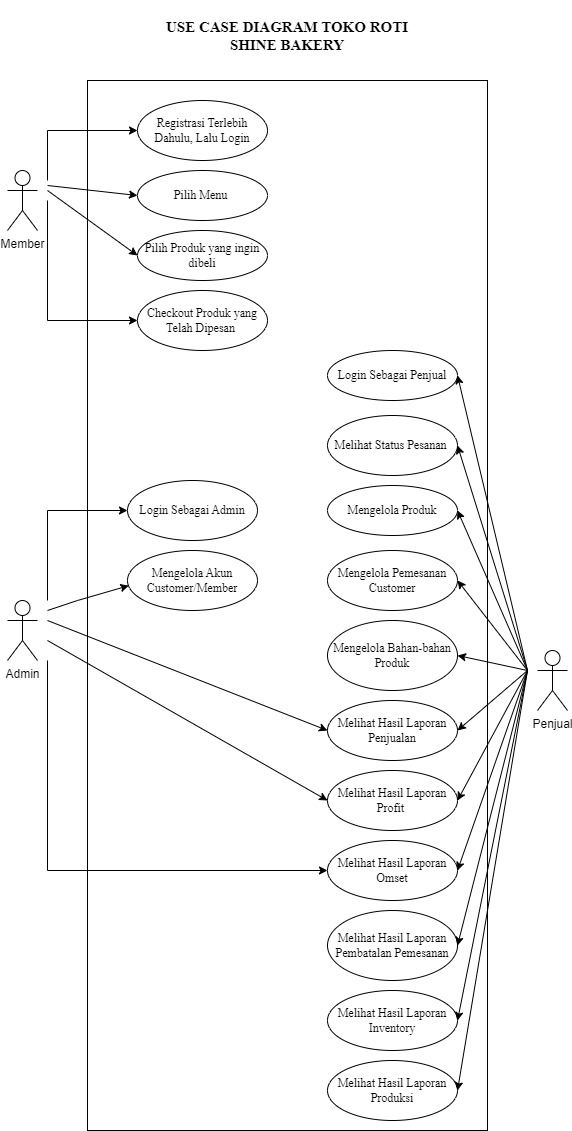 USE CASE DIAGRAM TOKO ROTI
SHINE BAKERY
Registrasi Terlebih
Dahulu, Lalu Login
Pilih Menu
Member
Pilih Produk yang ingin
dibeli
Checkout Produk yang
Telah Dipesan
Login Sebagai Penjual
Melihat Status Pesanan
Login Sebagai Admin
Mengelola Produk
Mengelola Akun
Customer/Member
Mengelola Pemesanan
Customer
Admin
Mengelola Bahan-bahan
Produk
Penjual
Melihat Hasil Laporan
Penjualan
Melihat Hasil Laporan
Profit
Melihat Hasil Laporan
Omset
Melihat Hasil Laporan
Pembatalan Pemesanan
Melihat Hasil Laporan
Inventory
Melihat Hasil Laporan
Produksi